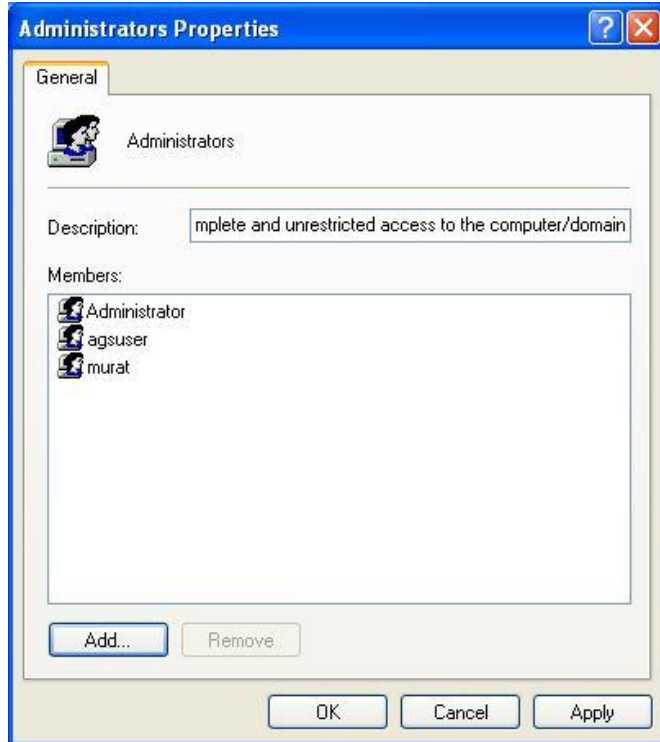 Administrators Properties
General
Administrators
Description: mplete and unrestricted access to the computer/domain
Members:
Administrator
agsuser
murat
Add... Remove
OK Cancel Apply